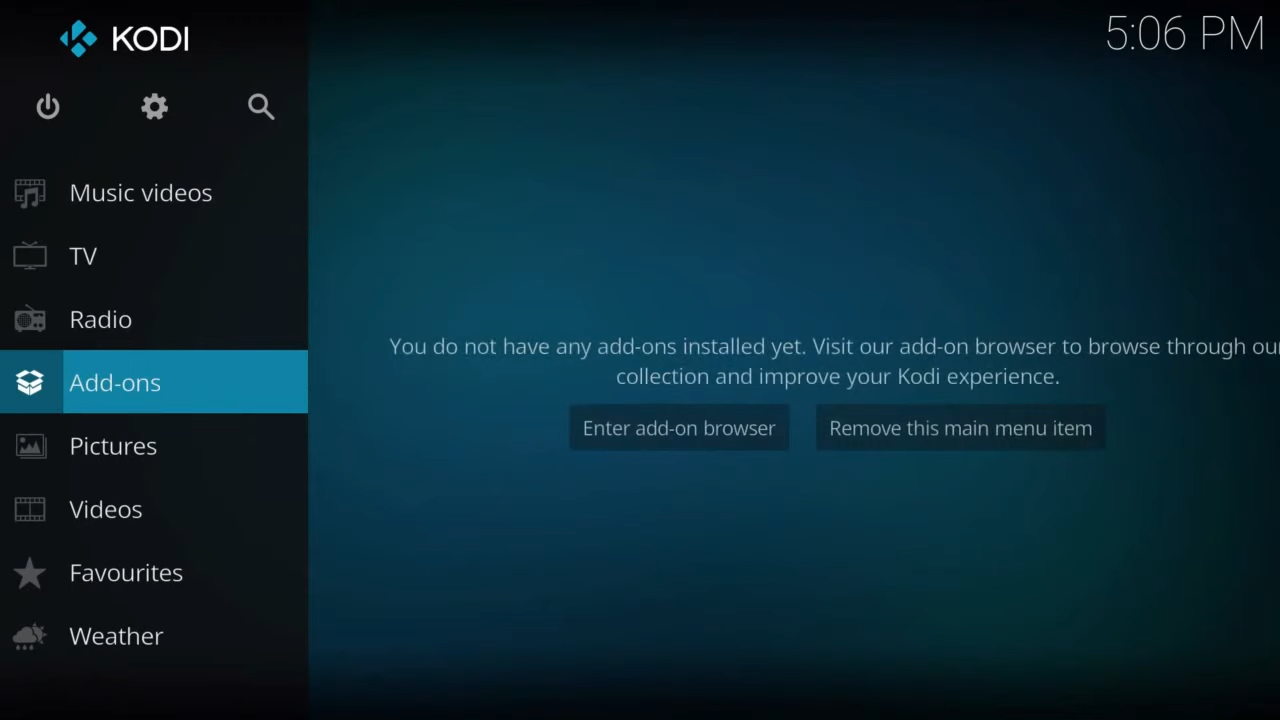 KODI
5:06 PM
Music videos
TV
Radio
Add-ons
Pictures
Videos
Favourites
Weather
You do not have any add-ons installed yet. Visit our add-on browser to browse through our
collection and improve your Kodi experience.
Enter add-on browser
Remove this main menu item